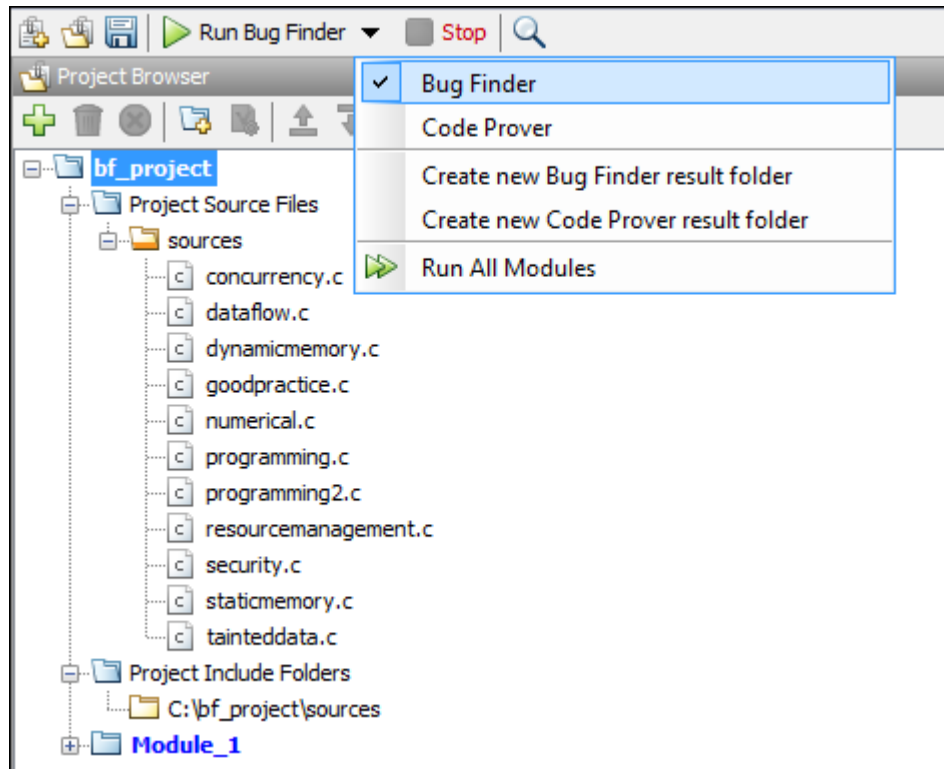 Run Bug Finder
Stop
Project Browser
Bug Finder
Code Prover
Create new Bug Finder result folder
Create new Code Prover result folder
Run All Modules
bf_project
Project Source Files
sources
c concurrency.c
c dataflow.c
c dynamicmemory.c
c goodpractice.c
c numerical.c
c programming.c
c programming2.c
c resourcemanagement.c
c security.c
c staticmemory.c
c tainteddata.c
Project Include Folders
C:\bf_project\sources
Module_1